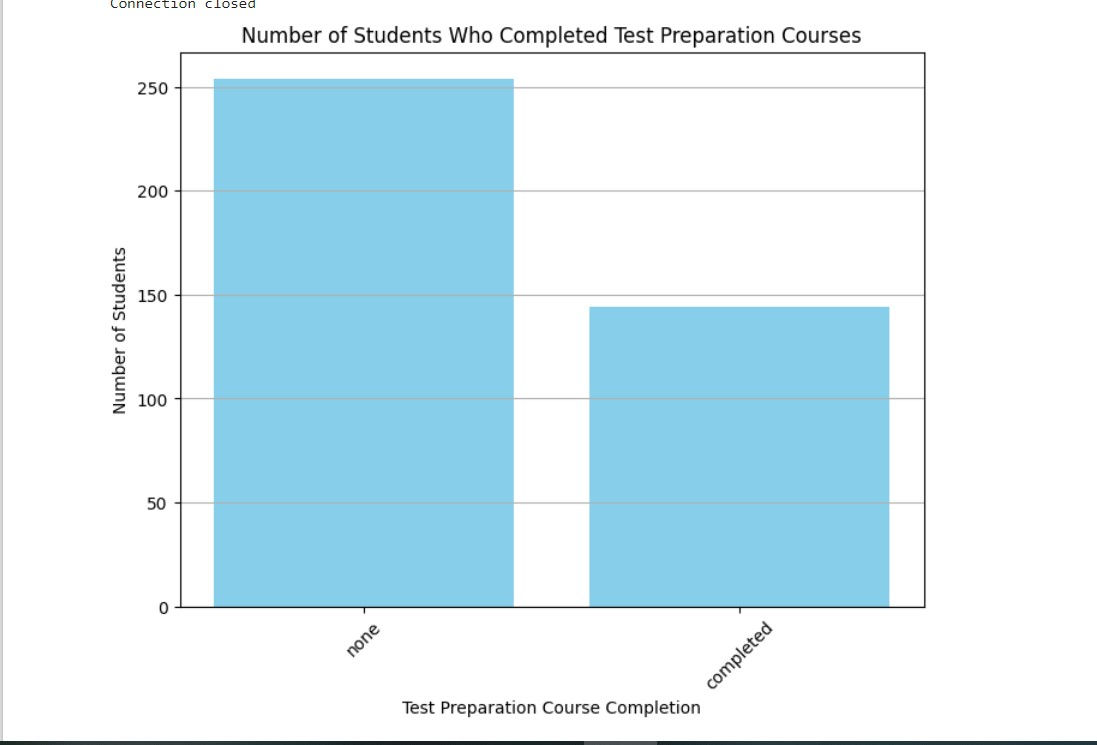 Connection closed
Number of Students Who Completed Test Preparation Courses
250
200
150
100
50
0
Number of Students
none
completed
Test Preparation Course Completion